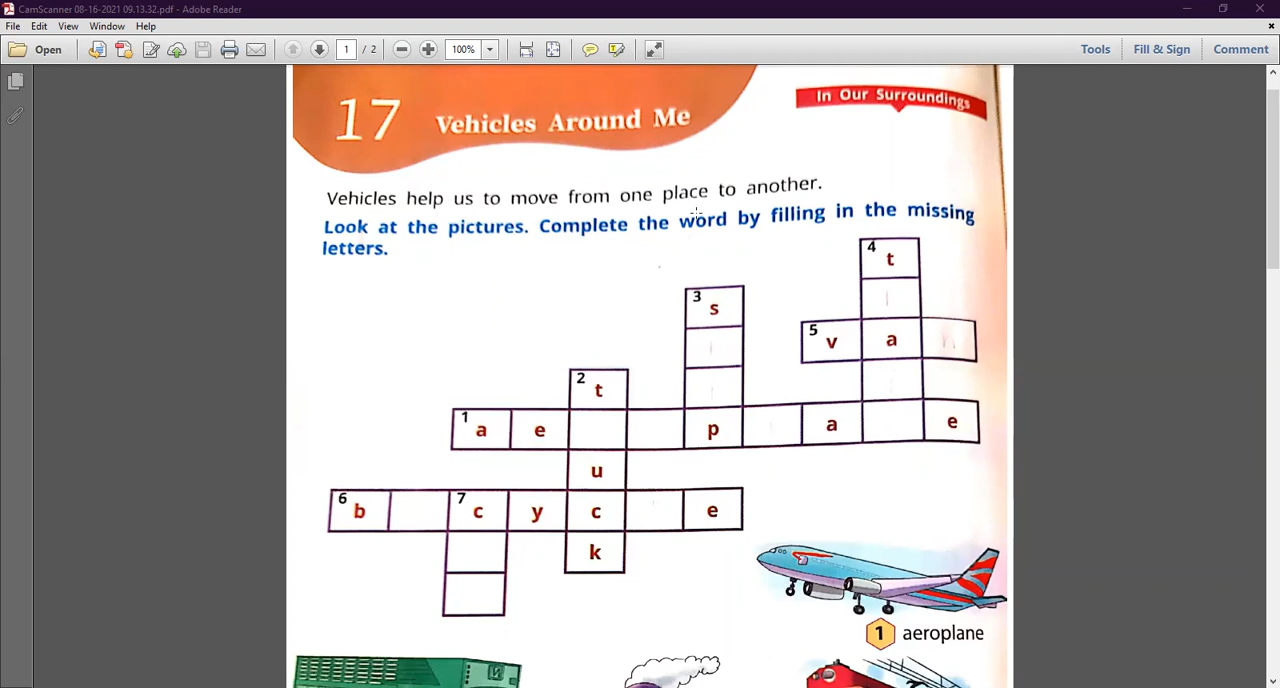 CamScanner 08-16-2021 09.13.32.pdf - Adobe Reader
File Edit View Window Help
Open 1 / 2 100% Tools Fill & Sign Comment
17 Vehicles Around Me
In Our Surroundings
Vehicles help us to move from one place to another.
Look at the pictures. Complete the word by filling in the missing
letters.
4 t
3 s
5 v a
2 t
1 a e p a e
u
6 b 7 c y c e
k
1 aeroplane